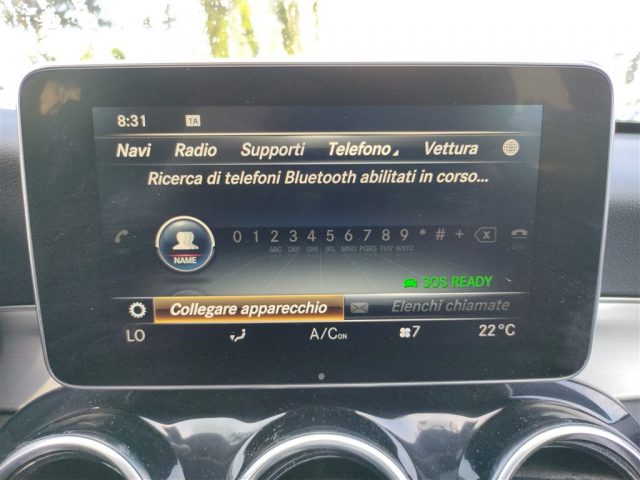 8:31 TA
Navi Radio Supporti Telefono Vettura
Ricerca di telefoni Bluetooth abilitati in corso...
0 1 2 3 4 5 6 7 8 9 * # +
ABC DEF GHI JKL MNO PQRS TUV WXYZ
NAME
SOS READY
Collegare apparecchio Elenchi chiamate
LO A/C ON 7 22°C